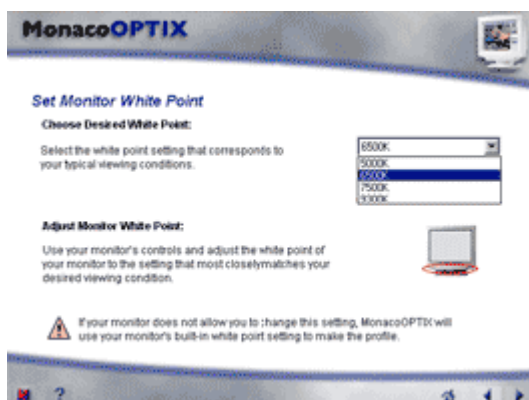 MonacoOPTIX
Set Monitor White Point
Choose Desired White Point:
Select the white point setting that corresponds to
your typical viewing conditions.
6500K
5000K
6500K
7500K
9300K
Adjust Monitor White Point:
Use your monitor's controls and adjust the white point of
your monitor to the setting that most closelymatches your
desired viewing condition.
If your monitor does not allow you to :hange this setting, MonacoOPTIX will
use your monitor's built-in white point setting to make the profile.
?